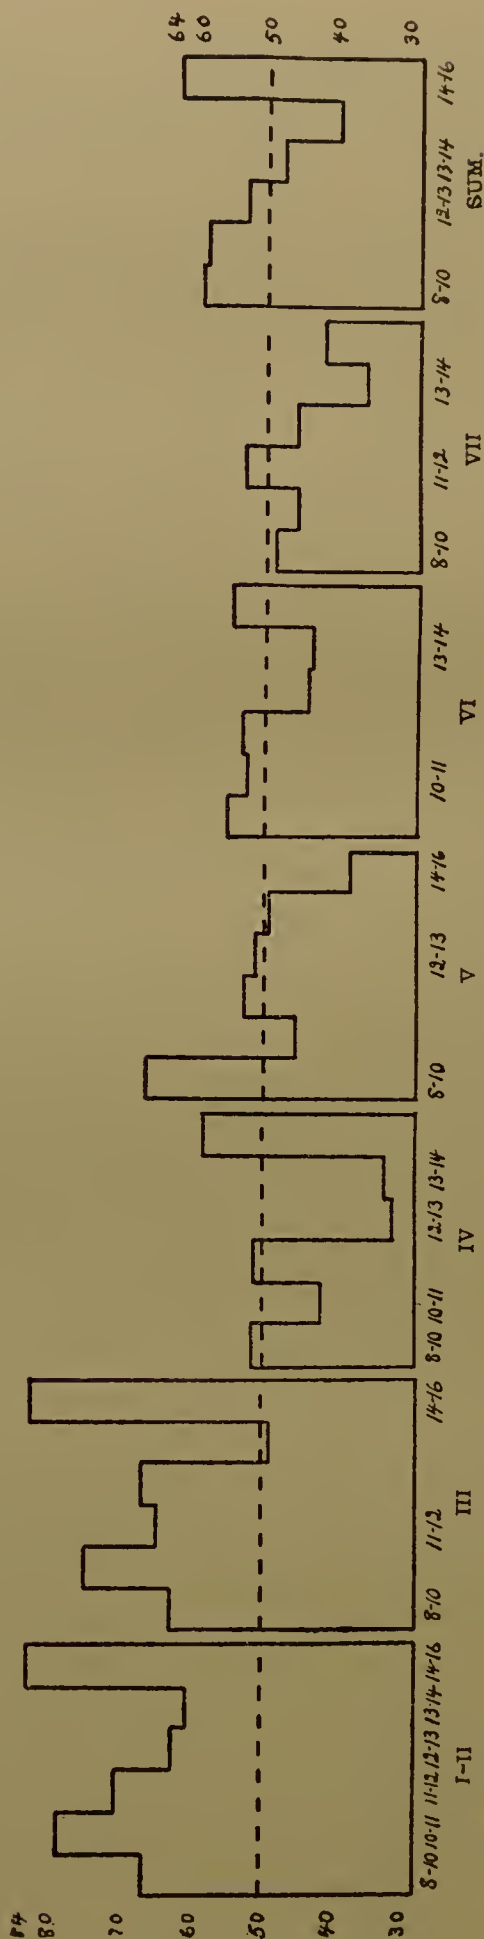 84
80
70
60
50
40
30
8-10 10-11 11-12 12-13 13-14 14-16
I-II
8-10 11-12 14-16
III
8-10 10-11 12-13 13-14
IV
8-10 12-13 14-16
V
10-11 13-14
VI
8-10 11-12 13-14
VII
8-10 12-13 13-14 14-16
SUM.
64
60
50
40
30